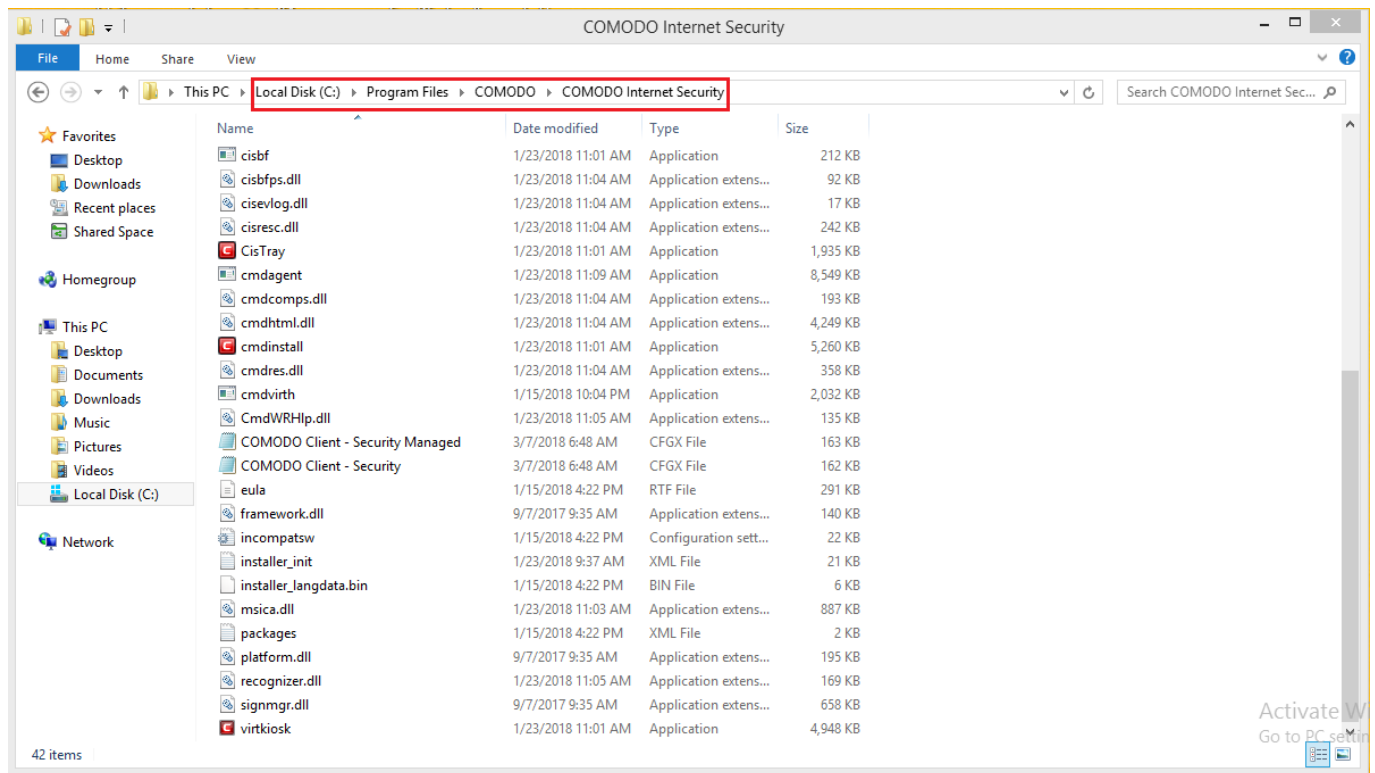 COMODO Internet Security
File Home Share View
This PC Local Disk (C:) Program Files COMODO COMODO Internet Security
Search COMODO Internet Sec...
Favorites
Desktop
Downloads
Recent places
Shared Space
Homegroup
This PC
Desktop
Documents
Downloads
Music
Pictures
Videos
Local Disk (C:)
Network
Name Date modified Type Size
cisbf 1/23/2018 11:01 AM Application 212 KB
cisbfps.dll 1/23/2018 11:04 AM Application extens... 92 KB
cisevlog.dll 1/23/2018 11:04 AM Application extens... 17 KB
cisresc.dll 1/23/2018 11:04 AM Application extens... 242 KB
CisTray 1/23/2018 11:01 AM Application 1,935 KB
cmdagent 1/23/2018 11:09 AM Application 8,549 KB
cmdcomps.dll 1/23/2018 11:04 AM Application extens... 193 KB
cmdhtml.dll 1/23/2018 11:04 AM Application extens... 4,249 KB
cmdinstall 1/23/2018 11:01 AM Application 5,260 KB
cmdres.dll 1/23/2018 11:04 AM Application extens... 358 KB
cmdvirth 1/15/2018 10:04 PM Application 2,032 KB
CmdWRHlp.dll 1/23/2018 11:05 AM Application extens... 135 KB
COMODO Client - Security Managed 3/7/2018 6:48 AM CFGX File 163 KB
COMODO Client - Security 3/7/2018 6:48 AM CFGX File 162 KB
eula 1/15/2018 4:22 PM RTF File 291 KB
framework.dll 9/7/2017 9:35 AM Application extens... 140 KB
incompatsw 1/15/2018 4:22 PM Configuration sett... 22 KB
installer_init 1/23/2018 9:37 AM XML File 21 KB
installer_langdata.bin 1/15/2018 4:22 PM BIN File 6 KB
msica.dll 1/23/2018 11:03 AM Application extens... 887 KB
packages 1/15/2018 4:22 PM XML File 2 KB
platform.dll 9/7/2017 9:35 AM Application extens... 195 KB
recognizer.dll 1/23/2018 11:05 AM Application extens... 169 KB
signmgr.dll 9/7/2017 9:35 AM Application extens... 658 KB
virtkiosk 1/23/2018 11:01 AM Application 4,948 KB
Activate Wi
Go to PC settin
42 items